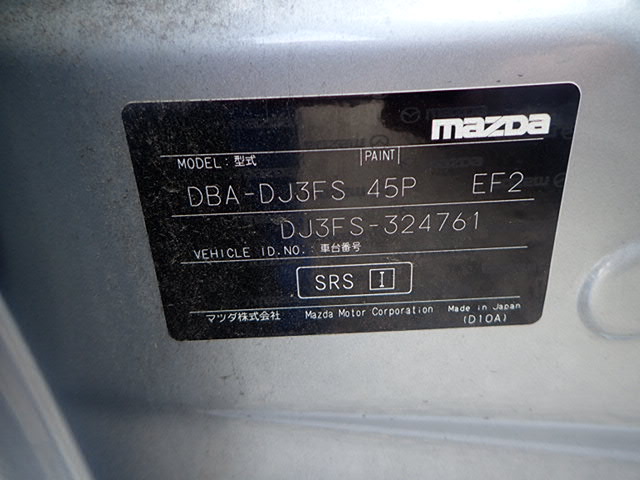 mazda
MODEL: 型式 |PAINT|
DBA-DJ3FS 45P EF2
DJ3FS-324761
VEHICLE ID.NO.: 車台番号
SRS I
マツダ株式会社 Mazda Motor Corporation Made in Japan
(D10A)